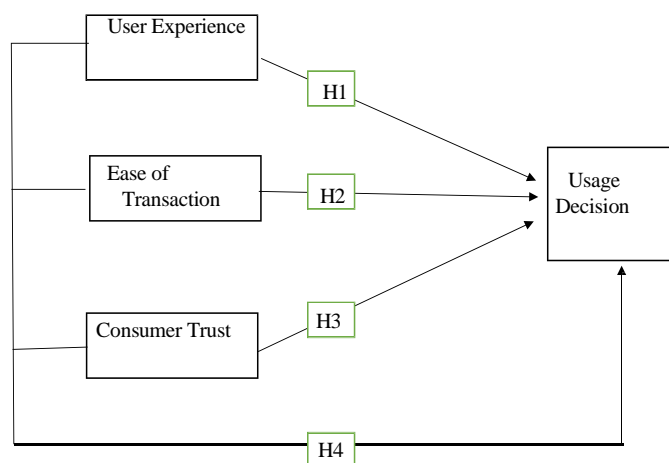 User Experience
H1
Ease of
Transaction
H2
Usage
Decision
Consumer Trust
H3
H4